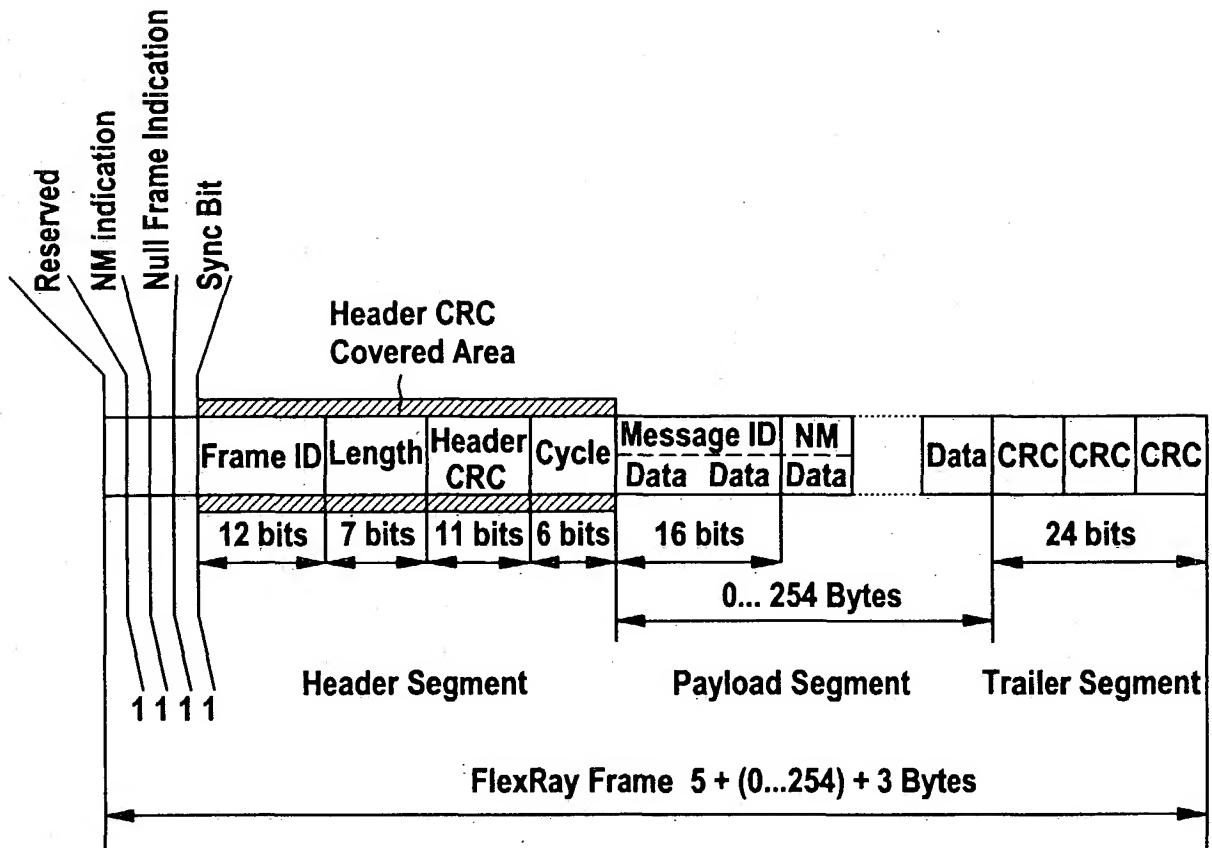 Reserved
NM indication
Null Frame Indication
Sync Bit
Header CRC
Covered Area
Frame ID
Length
Header
CRC
Cycle
Message ID
Data Data
NM
Data
Data
CRC
CRC
CRC
12 bits
7 bits
11 bits
6 bits
16 bits
24 bits
0... 254 Bytes
Header Segment
Payload Segment
Trailer Segment
1 1 1 1
FlexRay Frame 5 + (0...254) + 3 Bytes